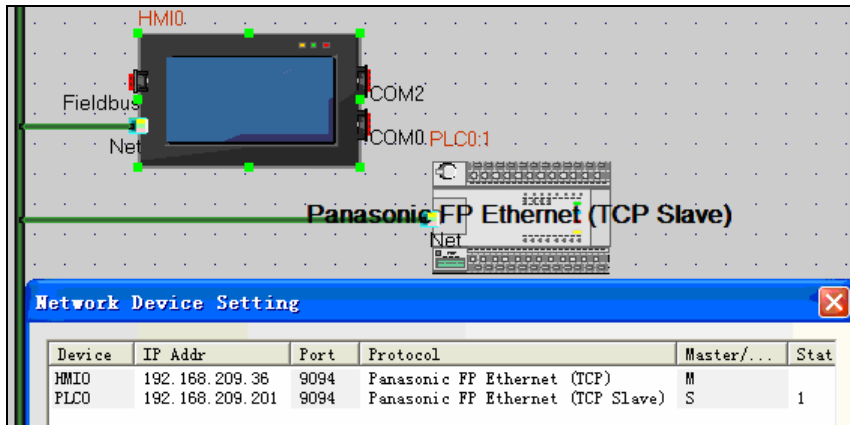 HMI0
COM2
Fieldbus
COM0 PLC0:1
Net
Panasonic FP Ethernet (TCP Slave)
Net
Network Device Setting
Device IP Addr Port Protocol Master/... Stat
HMI0 192.168.209.36 9094 Panasonic FP Ethernet (TCP) M
PLC0 192.168.209.201 9094 Panasonic FP Ethernet (TCP Slave) S 1